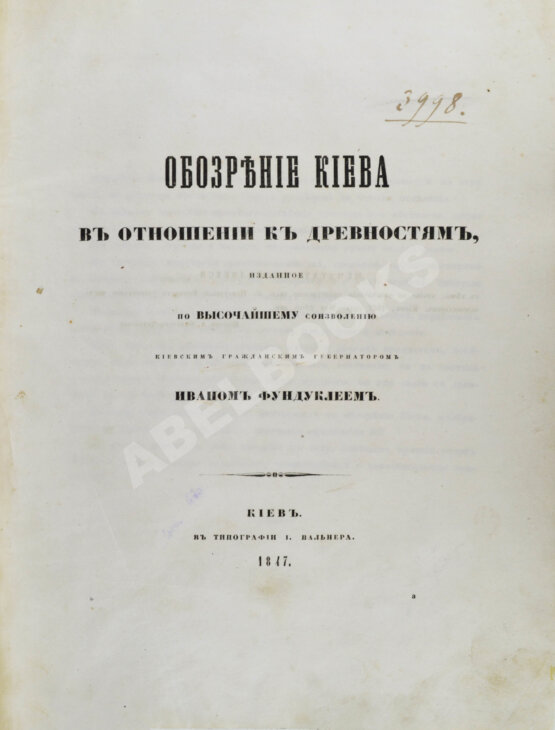 3998.
ОБОЗРѢНІЕ КІЕВА
ВЪ ОТНОШЕНІИ КЪ ДРЕВНОСТЯМЪ,
ИЗДАННОЕ
ПО ВЫСОЧАЙШЕМУ СОИЗВОЛЕНІЮ
КІЕВСКИМЪ ГРАЖДАНСКИМЪ ГУБЕРНАТОРОМЪ
ИВАНОМЪ ФУНДУКЛЕЕМЪ.
ABELBOOKS
КІЕВЪ.
ВЪ ТИПОГРАФІИ І. ВАЛЬНЕРА.
1847.
а